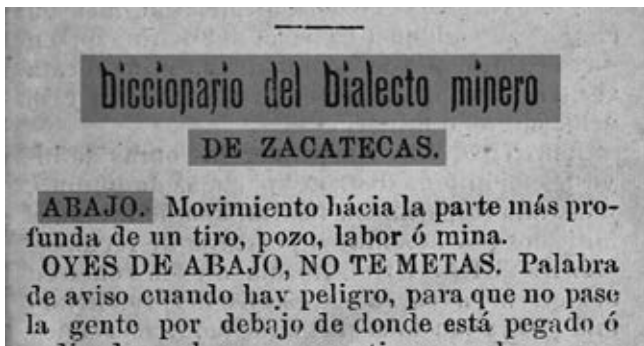 Diccionario del Dialecto minero
DE ZACATECAS.
ABAJO. Movimiento hácia la parte más pro-
funda de un tiro, pozo, labor ó mina.
OYES DE ABAJO, NO TE METAS. Palabra
de aviso cuando hay peligro, para que no pase
la gente por debajo de donde está pegado ó